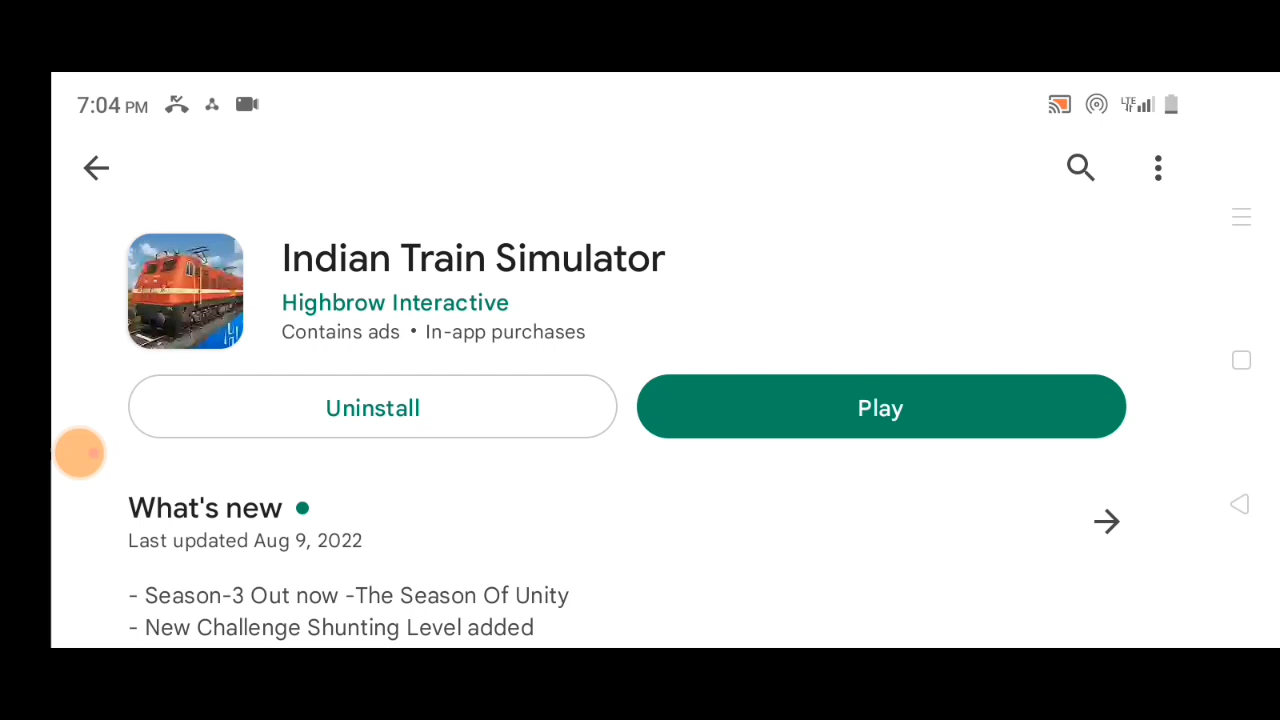 7:04 PM
LTE
Indian Train Simulator
Highbrow Interactive
Contains ads • In-app purchases
Uninstall
Play
What's new
Last updated Aug 9, 2022
- Season-3 Out now -The Season Of Unity
- New Challenge Shunting Level added